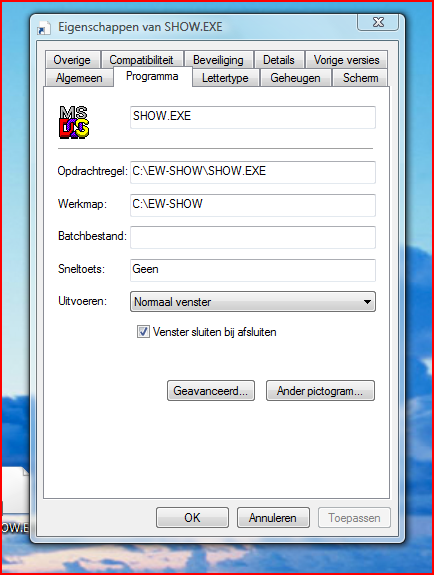 Eigenschappen van SHOW.EXE
Overige Compatibiliteit Beveiliging Details Vorige versies
Algemeen Programma Lettertype Geheugen Scherm
MS
DOS
SHOW.EXE
Opdrachtregel: C:\EW-SHOW\SHOW.EXE
Werkmap: C:\EW-SHOW
Batchbestand:
Sneltoets: Geen
Uitvoeren: Normaal venster
Venster sluiten bij afsluiten
Geavanceerd... Ander pictogram...
OW.E
OK Annuleren Toepassen